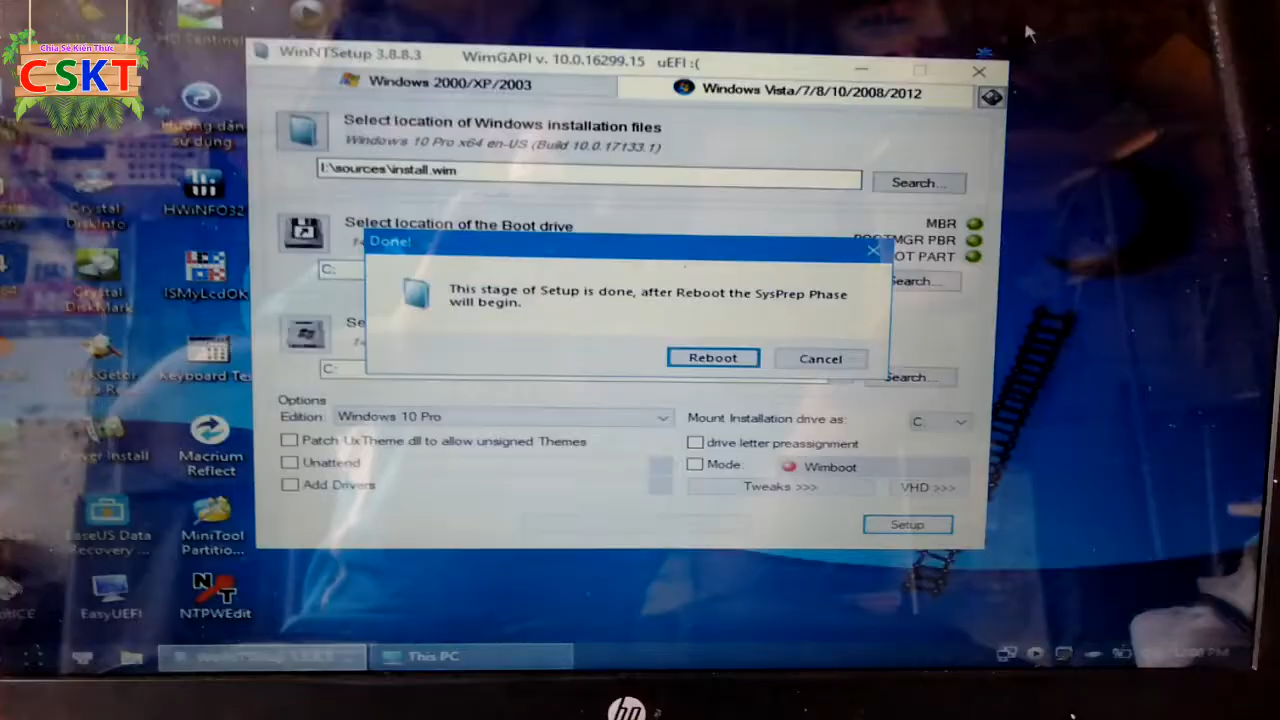 Chia Sẻ Kiến Thức
CSKT
HD Sentinel
WinNTSetup 3.8.8.3
WimGAPI v. 10.0.16299.15
uEFI :(
Windows 2000/XP/2003
Windows Vista/7/8/10/2008/2012
Select location of Windows installation files
Windows 10 Pro x64 en-US (Build 10.0.17133.1)
I:\sources\install.wim
Search...
Select location of the Boot drive
MBR
BOOTMGR PBR
BOOT PART
C:
Search...
Done!
This stage of Setup is done, after Reboot the SysPrep Phase
will begin.
Reboot
Cancel
Se
C:
Search...
Options
Edition:
Windows 10 Pro
Mount Installation drive as:
C:
Patch UxTheme.dll to allow unsigned Themes
drive letter preassignment
Unattend
Mode:
Wimboot
Add Drivers
Tweaks >>>
VHD >>>
Setup
Hướng dẫn
sử dụng
Crystal
DiskInfo
HWiNFO32
Crystal
DiskMark
ISMyLcdOk
Keyboard Te
Macrium
Reflect
EaseUS Data
Recovery ...
MiniTool
Partitio...
EasyUEFI
NTPWEdit
WinNTSetup 3.8.8.3
This PC
hp